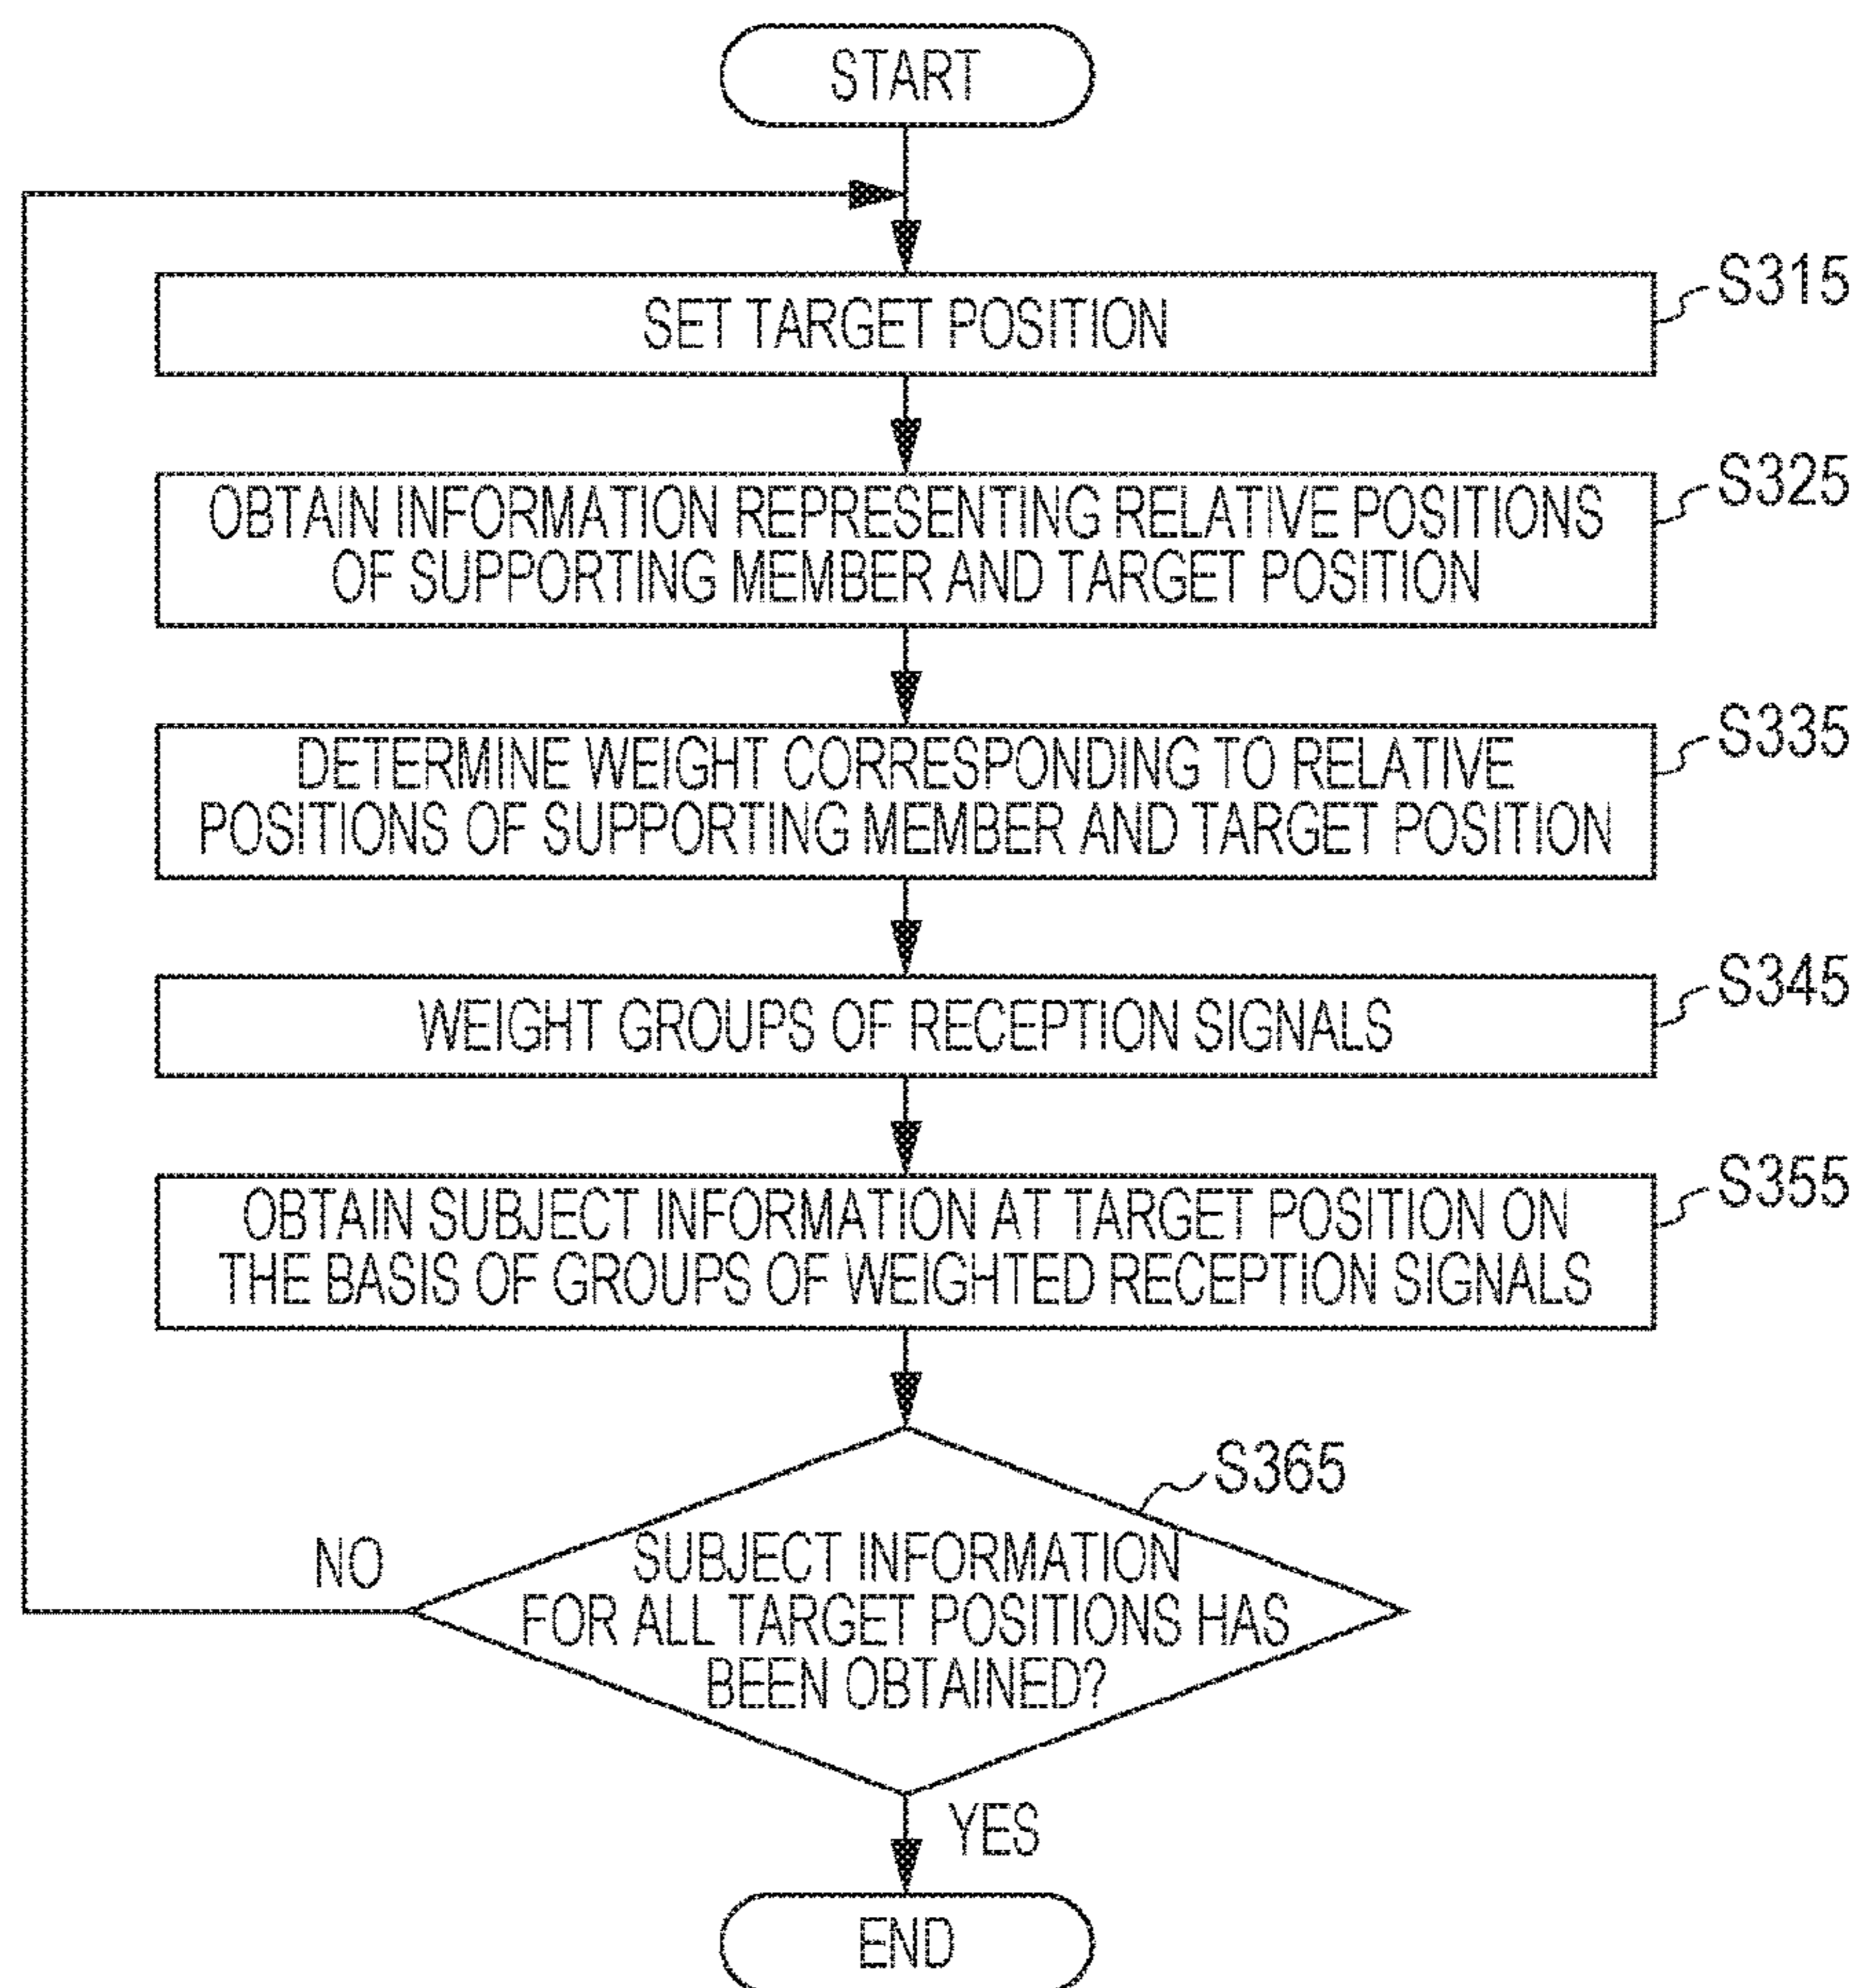 START
SET TARGET POSITION
S315
OBTAIN INFORMATION REPRESENTING RELATIVE POSITIONS
OF SUPPORTING MEMBER AND TARGET POSITION
S325
DETERMINE WEIGHT CORRESPONDING TO RELATIVE
POSITIONS OF SUPPORTING MEMBER AND TARGET POSITION
S335
WEIGHT GROUPS OF RECEPTION SIGNALS
S345
OBTAIN SUBJECT INFORMATION AT TARGET POSITION ON
THE BASIS OF GROUPS OF WEIGHTED RECEPTION SIGNALS
S355
S365
SUBJECT INFORMATION
FOR ALL TARGET POSITIONS HAS
BEEN OBTAINED?
NO
YES
END